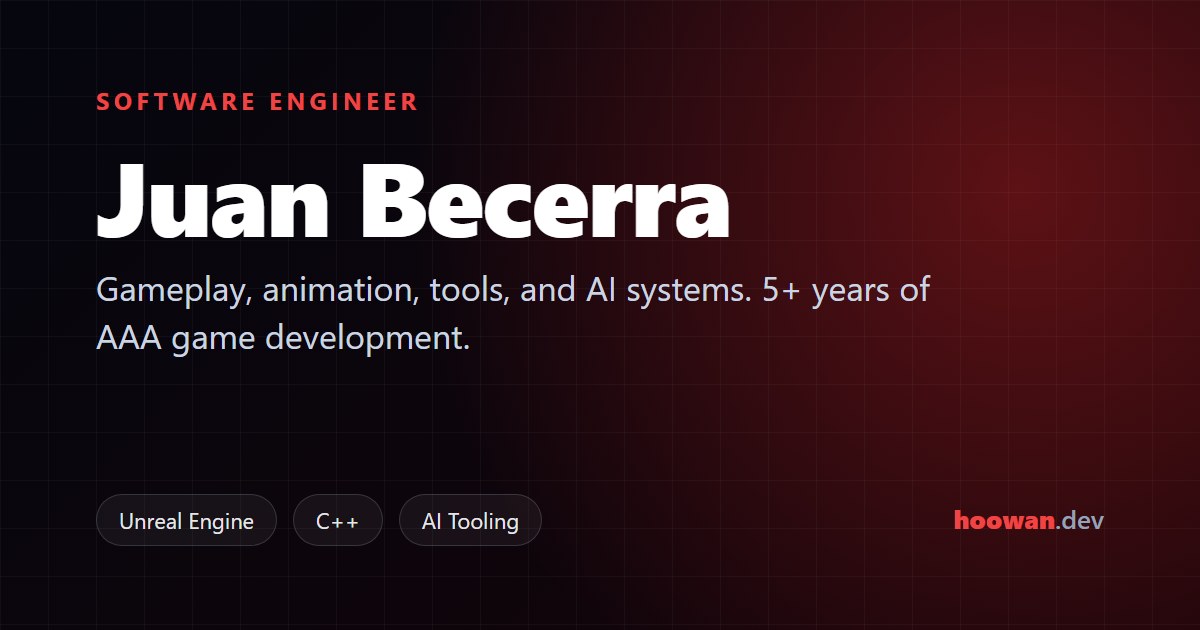 SOFTWARE ENGINEER
Juan Becerra
Gameplay, animation, tools, and AI systems. 5+ years of
AAA game development.
Unreal Engine
C++
AI Tooling
hoowan.dev